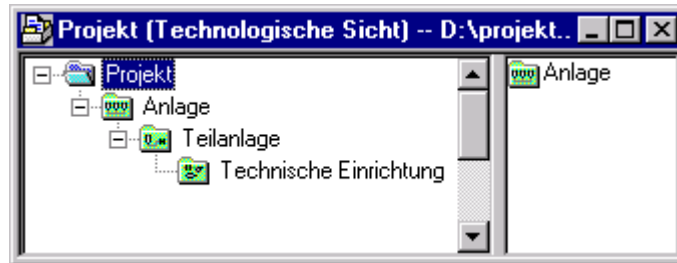 Projekt (Technologische Sicht) -- D:\projekt..
Projekt
Anlage
Teilanlage
Technische Einrichtung
Anlage